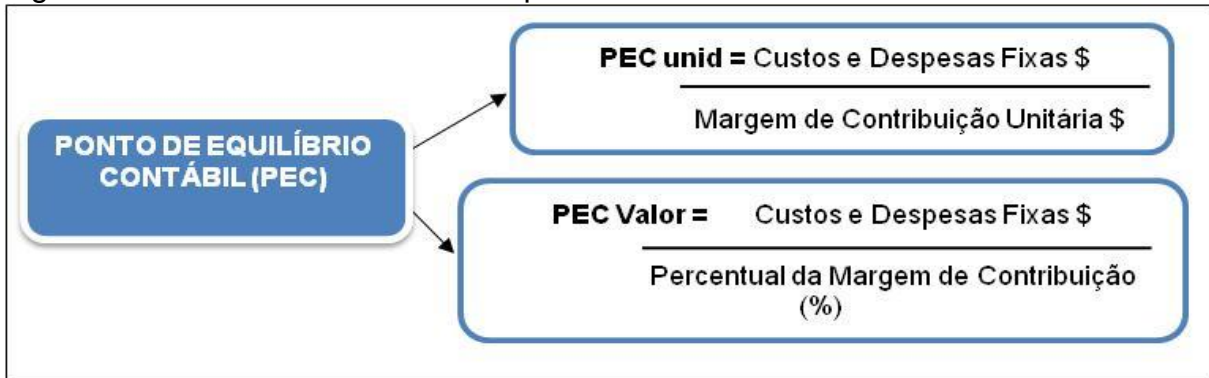 PONTO DE EQUILÍBRIO
CONTÁBIL (PEC)
PEC unid = Custos e Despesas Fixas $
Margem de Contribuição Unitária $
PEC Valor = Custos e Despesas Fixas $
Percentual da Margem de Contribuição
(%)